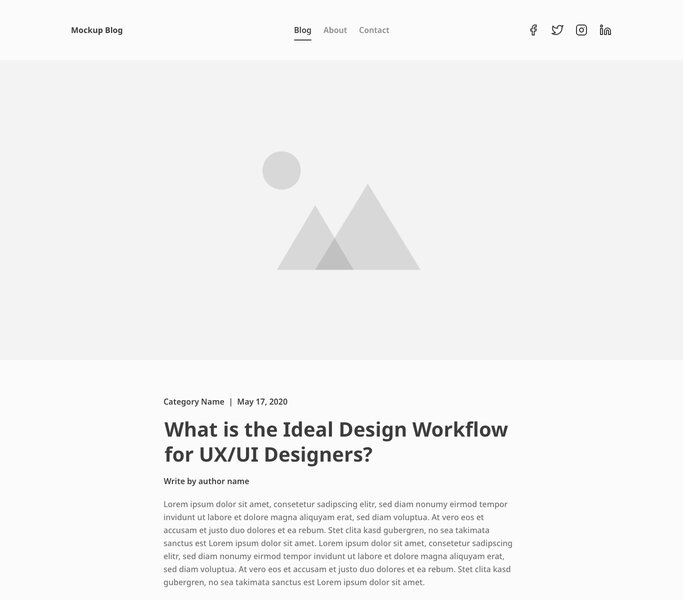 Mockup Blog
Blog About Contact
Category Name | May 17, 2020
What is the Ideal Design Workflow
for UX/UI Designers?
Write by author name
Lorem ipsum dolor sit amet, consetetur sadipscing elitr, sed diam nonumy eirmod tempor
invidunt ut labore et dolore magna aliquyam erat, sed diam voluptua. At vero eos et
accusam et justo duo dolores et ea rebum. Stet clita kasd gubergren, no sea takimata
sanctus est Lorem ipsum dolor sit amet. Lorem ipsum dolor sit amet, consetetur sadipscing
elitr, sed diam nonumy eirmod tempor invidunt ut labore et dolore magna aliquyam erat,
sed diam voluptua. At vero eos et accusam et justo duo dolores et ea rebum. Stet clita kasd
gubergren, no sea takimata sanctus est Lorem ipsum dolor sit amet.